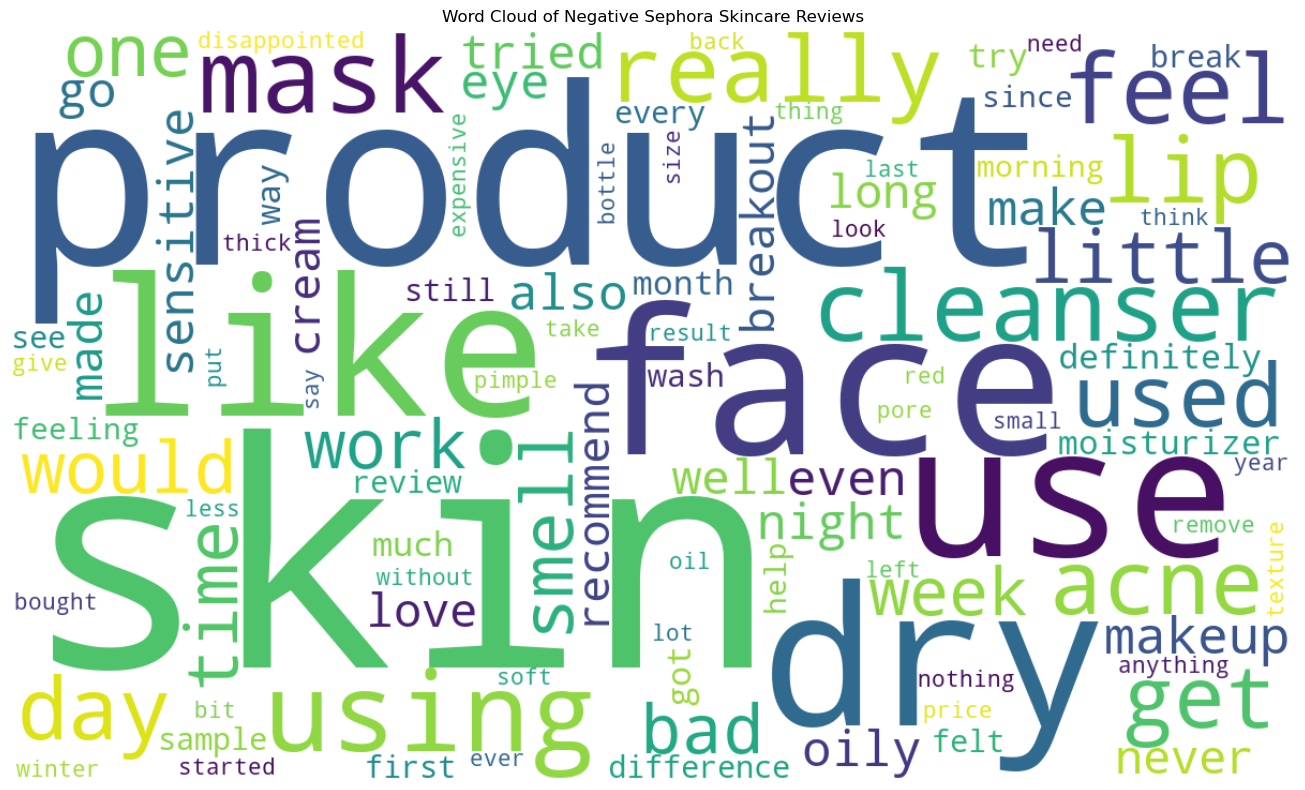 Word Cloud of Negative Sephora Skincare Reviews
one
disappointed
mask
tried
eye
really
back
try
need
break
go
every
thing
since
feel
product
sensitive
way
expensive
bottle
size
breakout
last
long
look
morning
make
lip
think
little
thick
cream
like
still
also
month
cleanser
see
give
made
put
say
take
result
face
wash
red
pore
small
definitely
used
moisturizer
pimple
feeling
would
work
review
smell
recommend
well
even
night
use
year
remove
texture
skin
less
time
much
without
love
oil
help
left
week
acne
bought
lot
got
dry
makeup
anything
nothing
day
using
soft
bit
sample
started
winter
first
ever
bad
difference
oily
price
felt
get
never